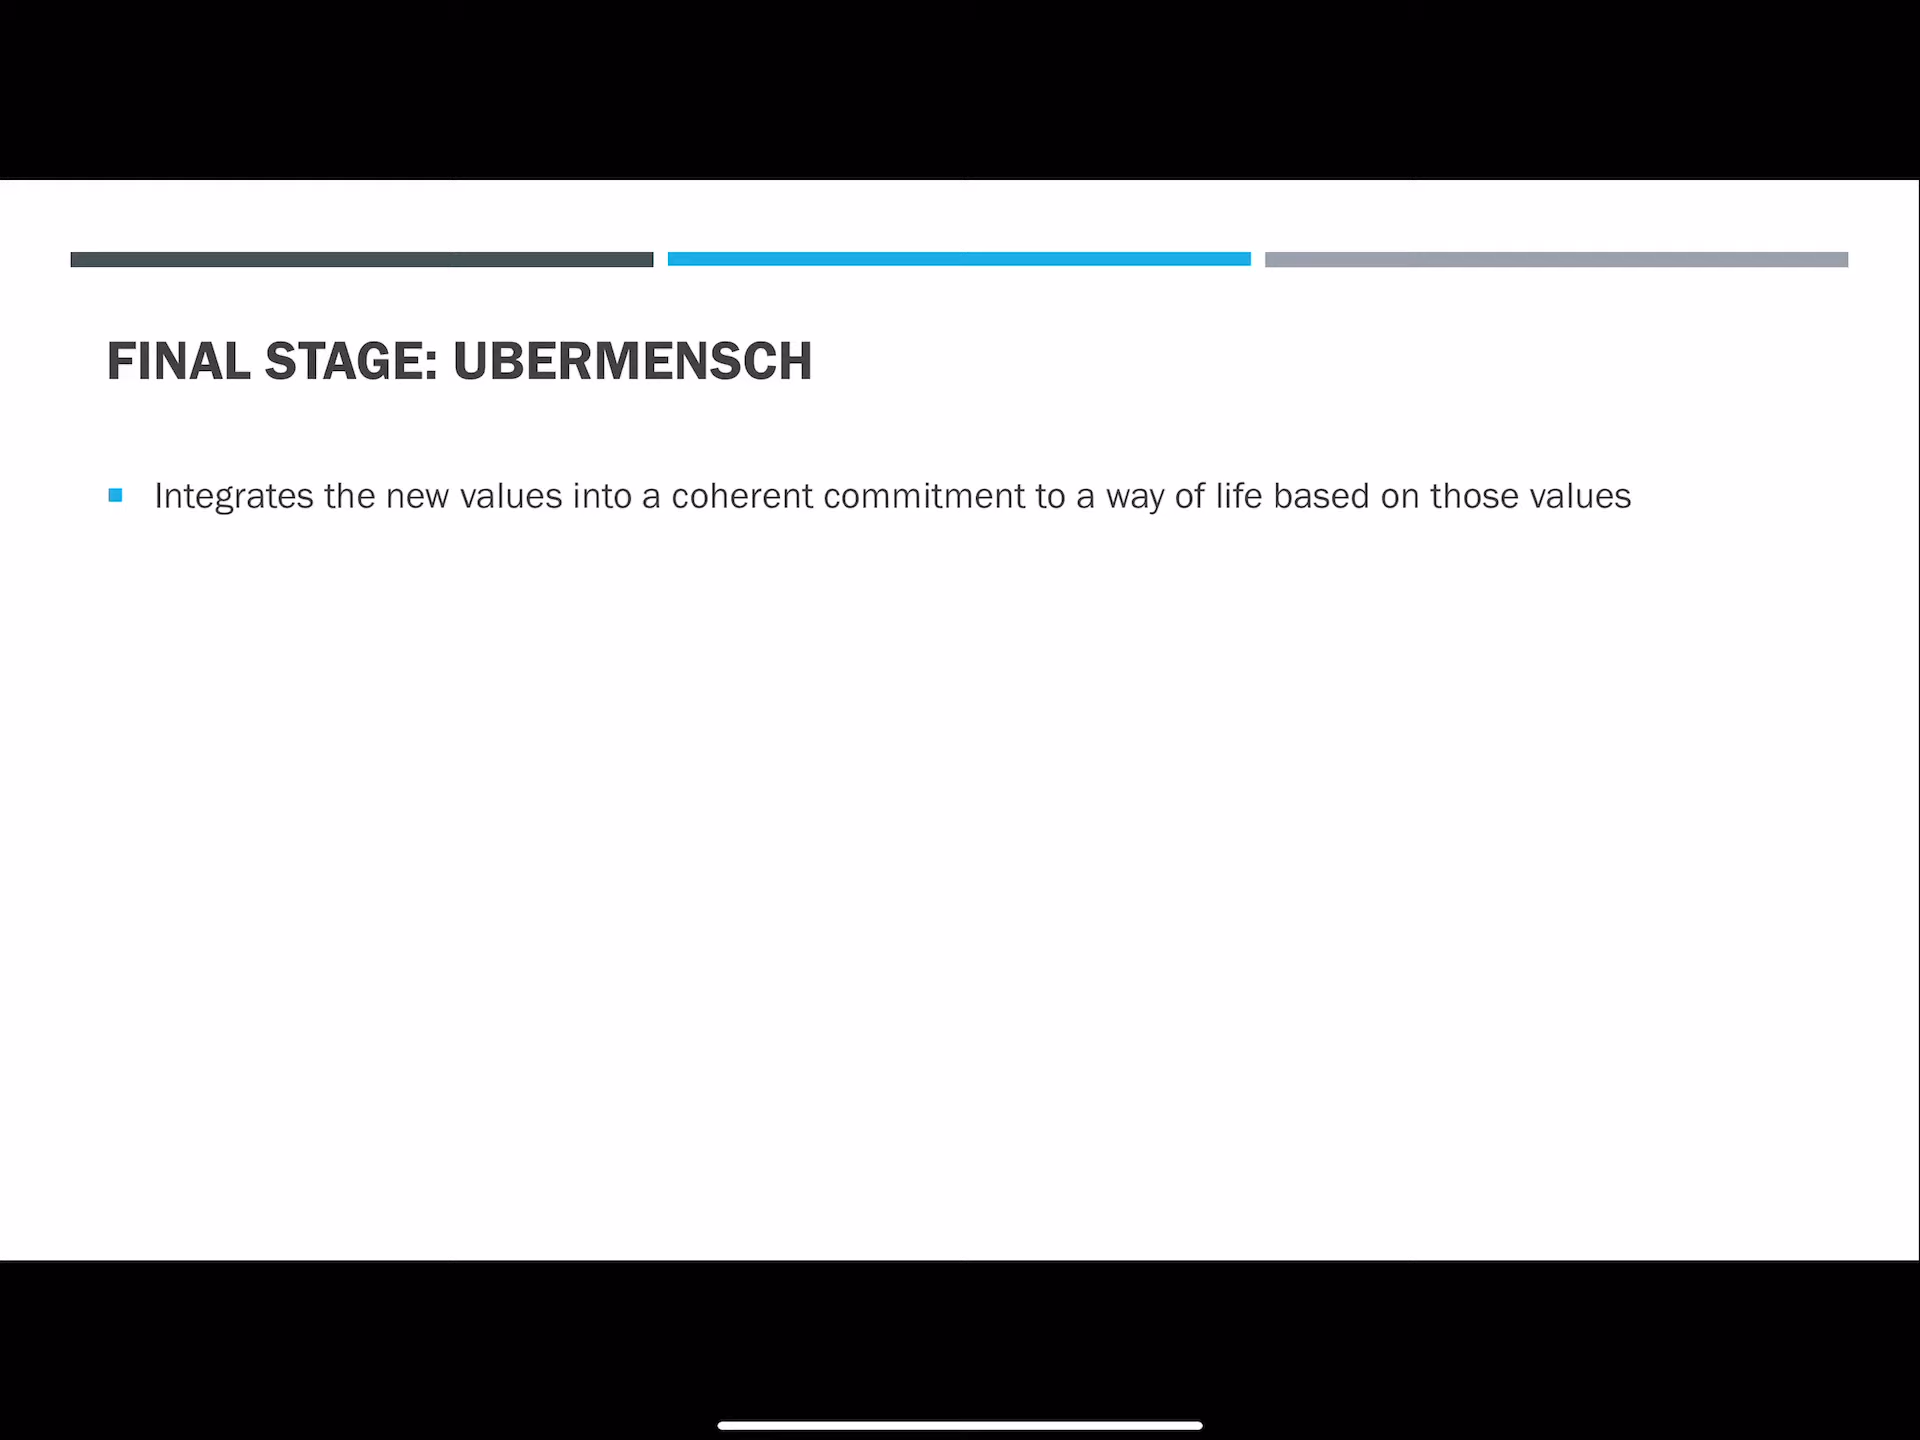 FINAL STAGE: UBERMENSCH
Integrates the new values into a coherent commitment to a way of life based on those values